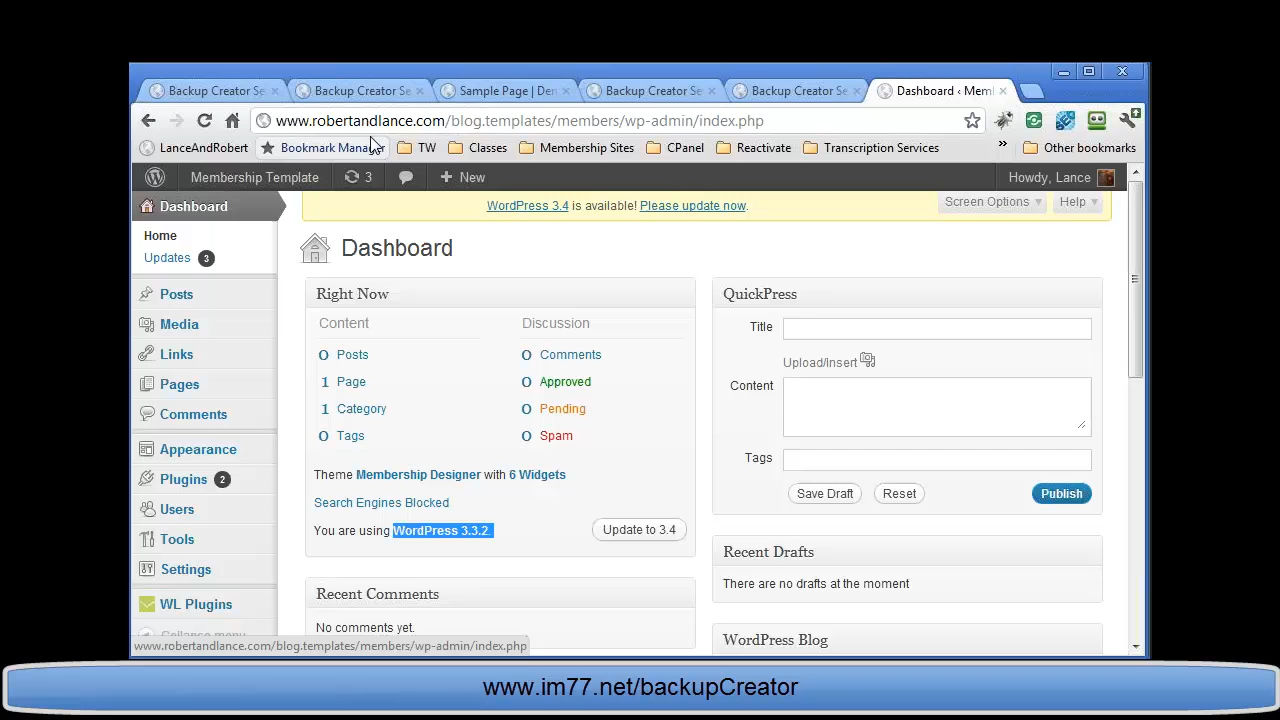 Backup Creator Se
Backup Creator Se
Sample Page | Den
Backup Creator Se
Backup Creator Se
Dashboard ‹ Mem
www.robertandlance.com/blog.templates/members/wp-admin/index.php
LanceAndRobert
Bookmark Manager
TW
Classes
Membership Sites
CPanel
Reactivate
Transcription Services
»
Other bookmarks
Membership Template
3
New
Howdy, Lance
Dashboard
WordPress 3.4 is available! Please update now.
Screen Options
Help
Home
Updates 3
Dashboard
Posts
Media
Links
Pages
Comments
Appearance
Plugins 2
Users
Tools
Settings
WL Plugins
Collapse menu
Right Now
Content
Discussion
0 Posts
0 Comments
1 Page
0 Approved
1 Category
0 Pending
0 Tags
0 Spam
Theme Membership Designer with 6 Widgets
Search Engines Blocked
You are using WordPress 3.3.2.
Update to 3.4
Recent Comments
No comments yet.
QuickPress
Title
Upload/Insert
Content
Tags
Save Draft
Reset
Publish
Recent Drafts
There are no drafts at the moment
WordPress Blog
www.robertandlance.com/blog.templates/members/wp-admin/index.php
www.im77.net/backupCreator